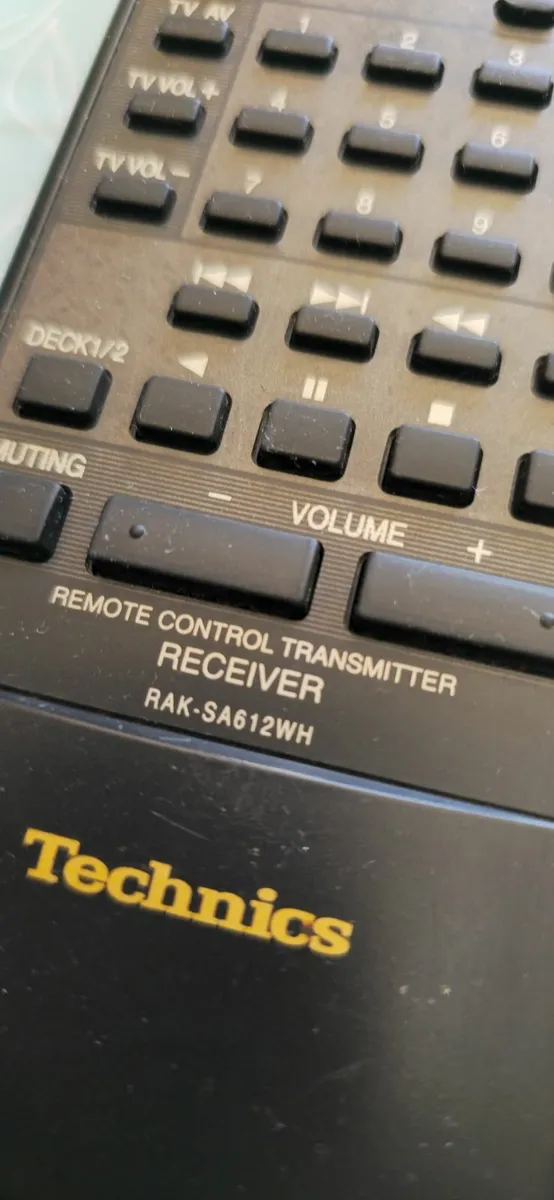 TV AV
1 2 3
TV VOL +
4 5 6
TV VOL −
7 8 9
DECK1/2
MUTING
− VOLUME +
REMOTE CONTROL TRANSMITTER
RECEIVER
RAK-SA612WH
Technics